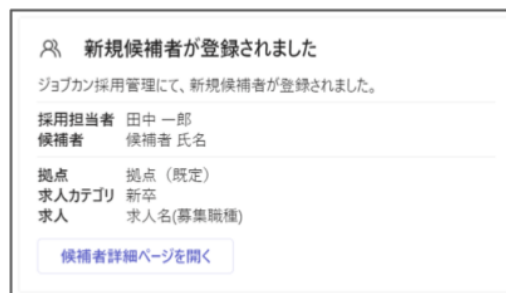 新規候補者が登録されました
ジョブカン採用管理にて、新規候補者が登録されました。
採用担当者 田中 一郎
候補者 候補者 氏名
拠点 拠点（既定）
求人カテゴリ 新卒
求人 求人名(募集職種)
候補者詳細ページを開く